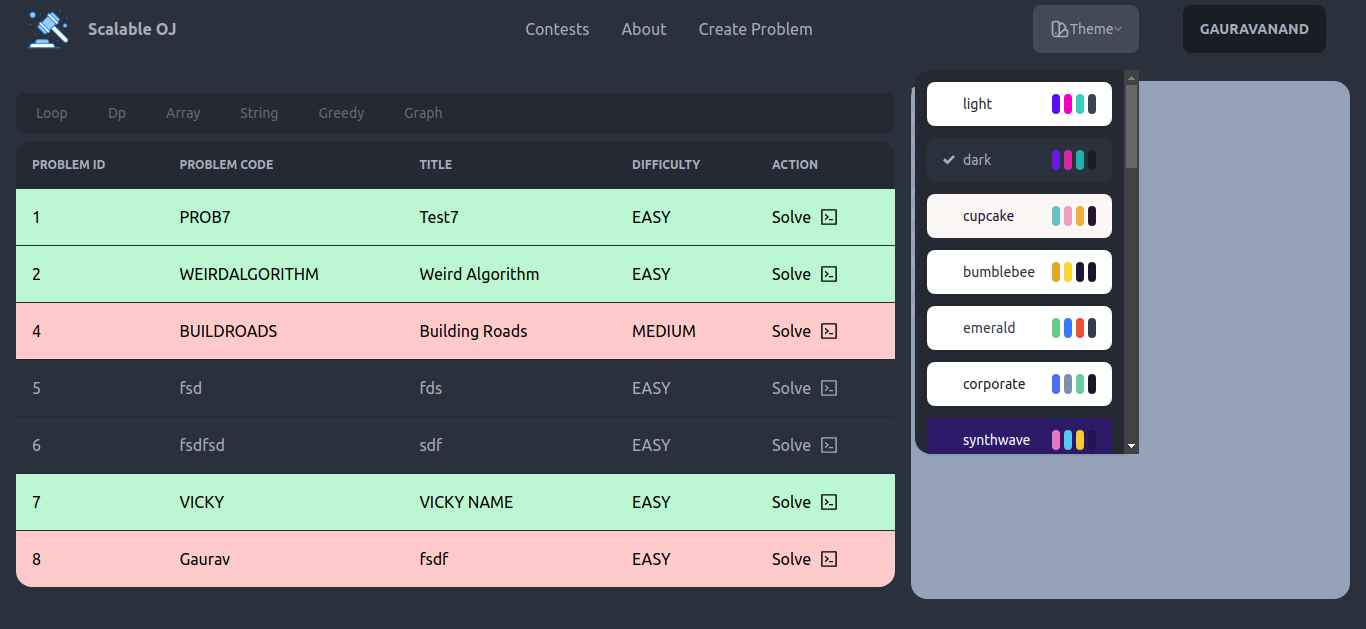 Scalable OJ Contests About Create Problem Theme GAURAVANAND
Loop Dp Array String Greedy Graph
PROBLEM ID PROBLEM CODE TITLE DIFFICULTY ACTION
1 PROB7 Test7 EASY Solve
2 WEIRDALGORITHM Weird Algorithm EASY Solve
4 BUILDROADS Building Roads MEDIUM Solve
5 fsd fds EASY Solve
6 fsdfsd sdf EASY Solve
7 VICKY VICKY NAME EASY Solve
8 Gaurav fsdf EASY Solve
light
dark
cupcake
bumblebee
emerald
corporate
synthwave